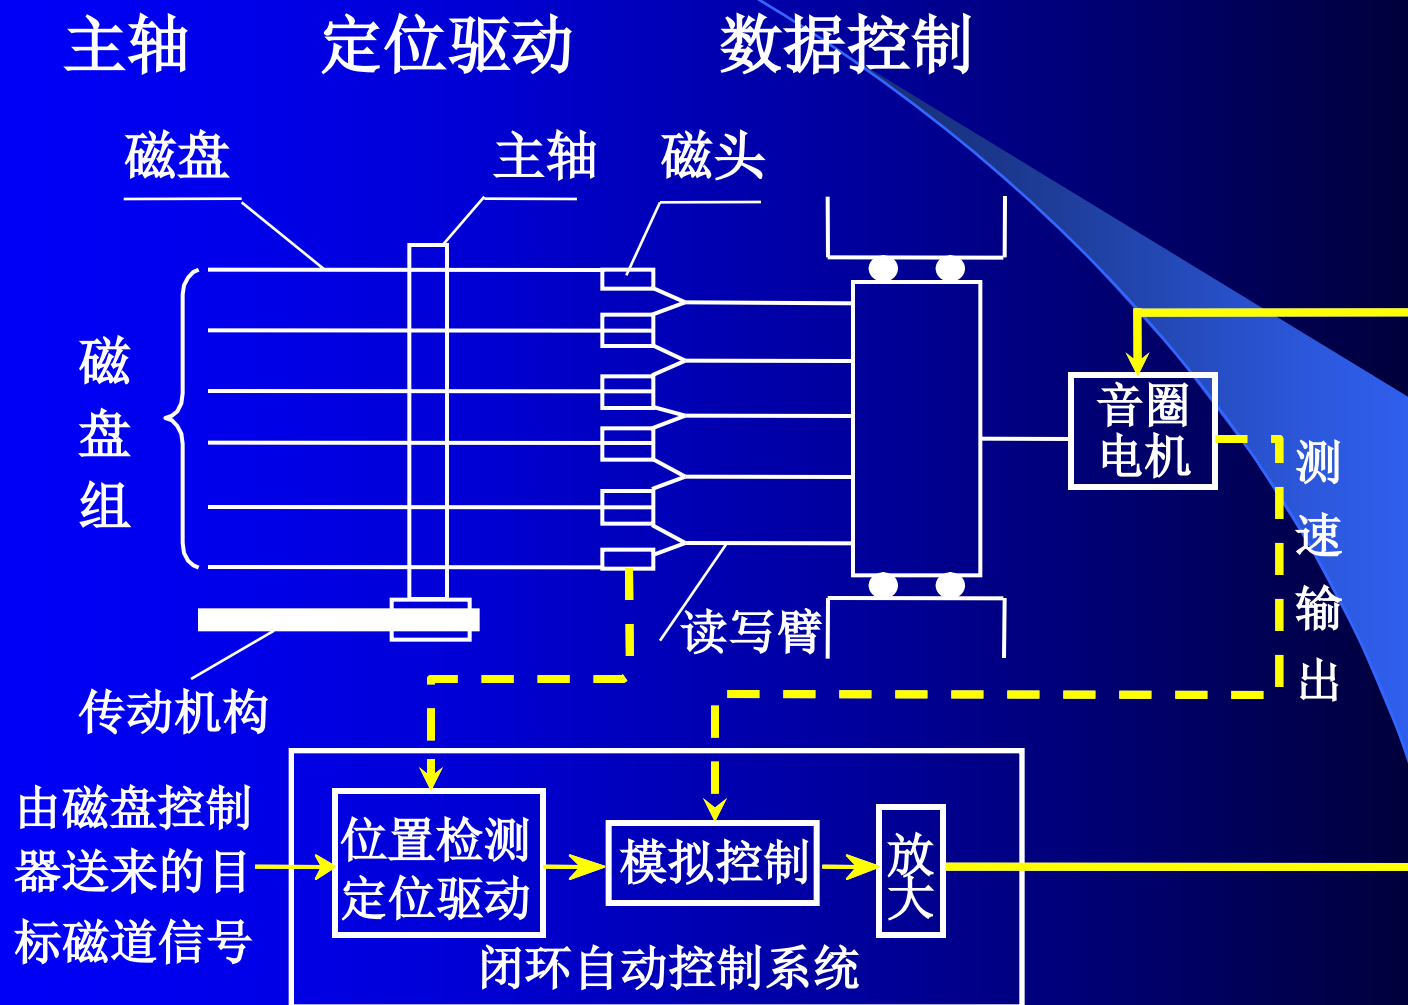 主轴 定位驱动 数据控制
磁盘 主轴 磁头
磁盘组
音圈
电机
测速输出
读写臂
传动机构
由磁盘控制
器送来的目
标磁道信号
位置检测
定位驱动
模拟控制
放大
闭环自动控制系统